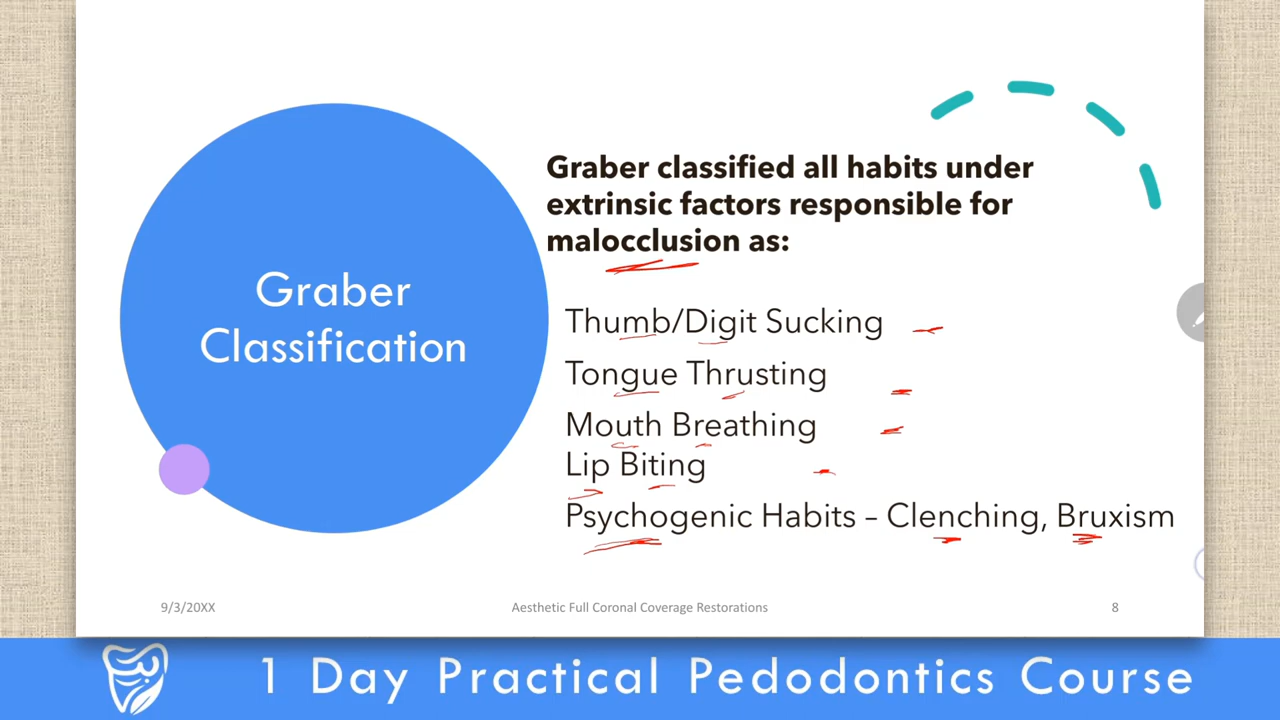 Graber
Classification
Graber classified all habits under
extrinsic factors responsible for
malocclusion as:
Thumb/Digit Sucking
Tongue Thrusting
Mouth Breathing
Lip Biting
Psychogenic Habits – Clenching, Bruxism
9/3/20XX
Aesthetic Full Coronal Coverage Restorations
8
1 Day Practical Pedodontics Course